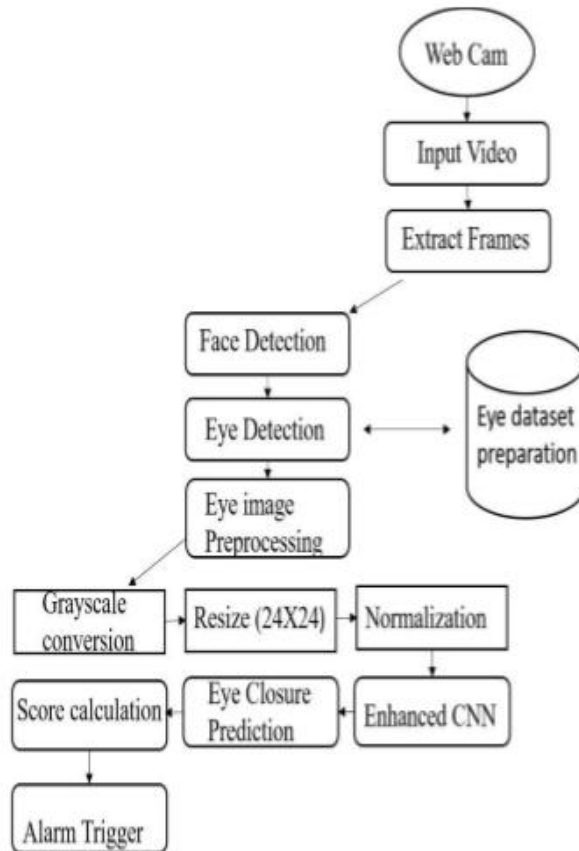 Web Cam
Input Video
Extract Frames
Face Detection
Eye Detection
Eye dataset
preparation
Eye image
Preprocessing
Grayscale
conversion
Resize (24X24)
Normalization
Enhanced CNN
Eye Closure
Prediction
Score calculation
Alarm Trigger